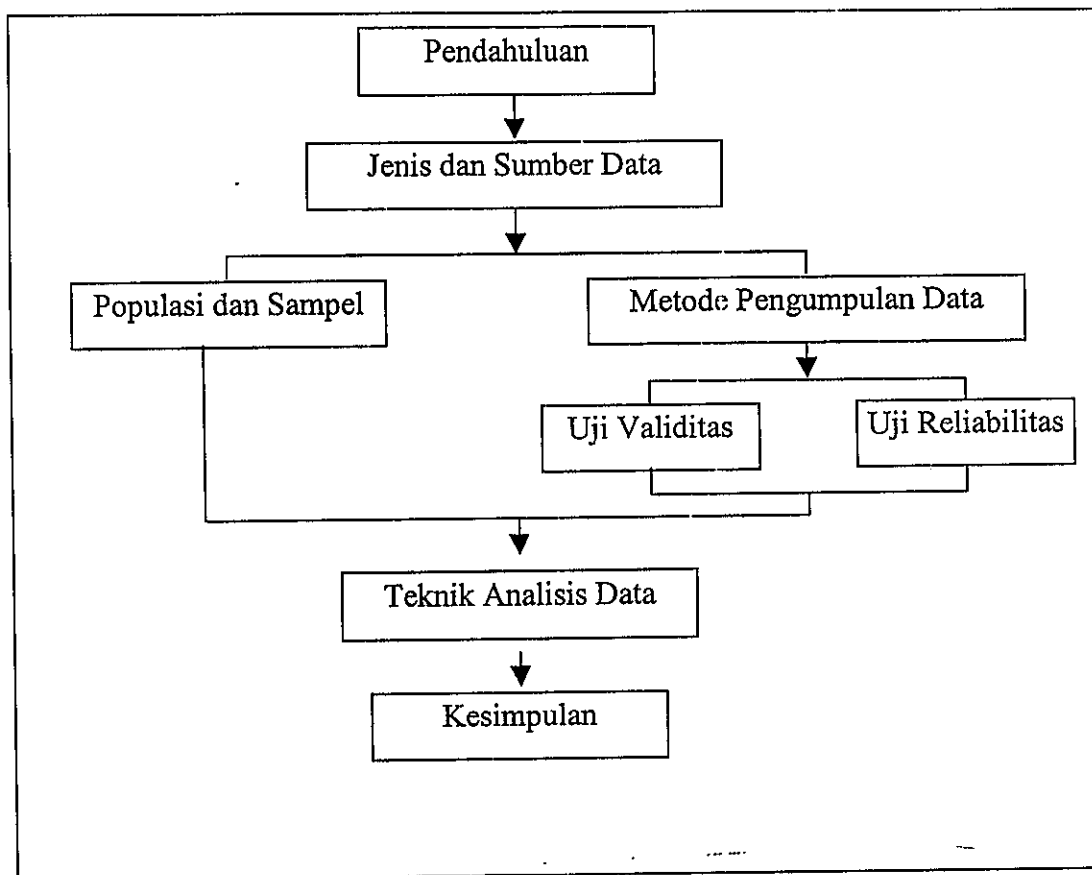 Pendahuluan
Jenis dan Sumber Data
Populasi dan Sampel
Metode Pengumpulan Data
Uji Validitas
Uji Reliabilitas
Teknik Analisis Data
Kesimpulan